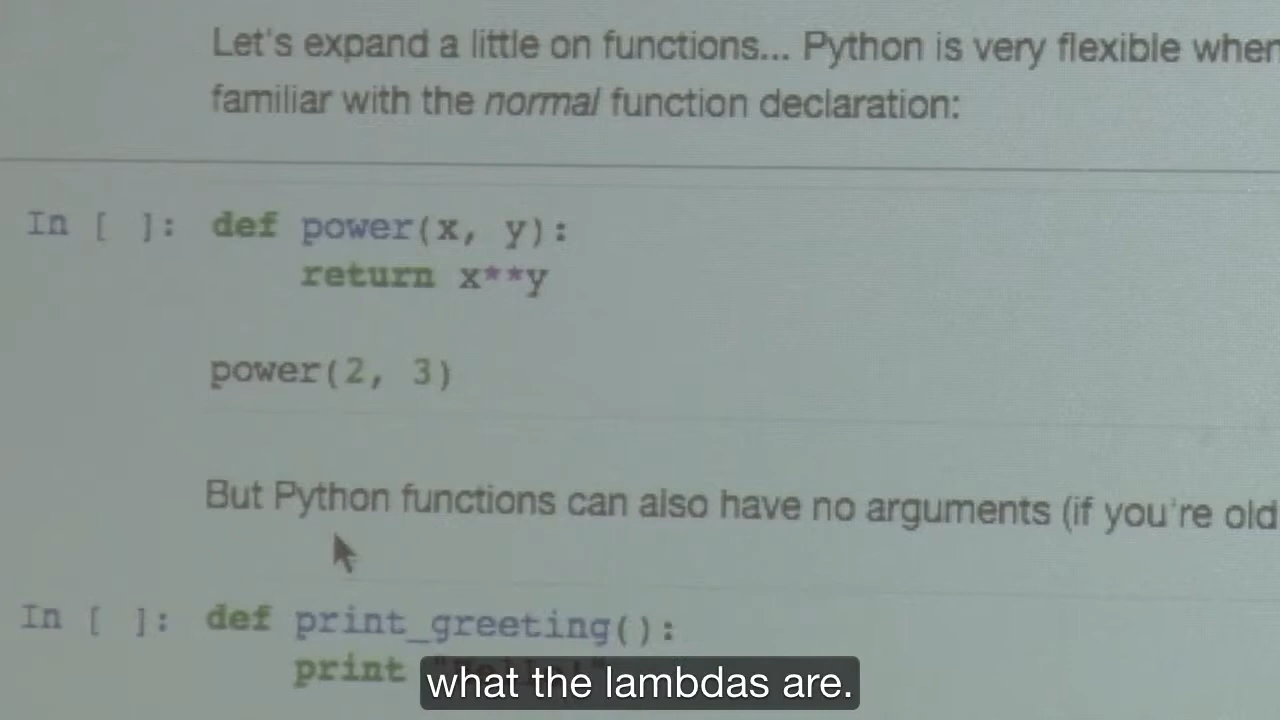 Let's expand a little on functions... Python is very flexible when
familiar with the normal function declaration:
In [ ]: def power(x, y):
return x**y
power(2, 3)
But Python functions can also have no arguments (if you're old
In [ ]: def print_greeting():
print
what the lambdas are.